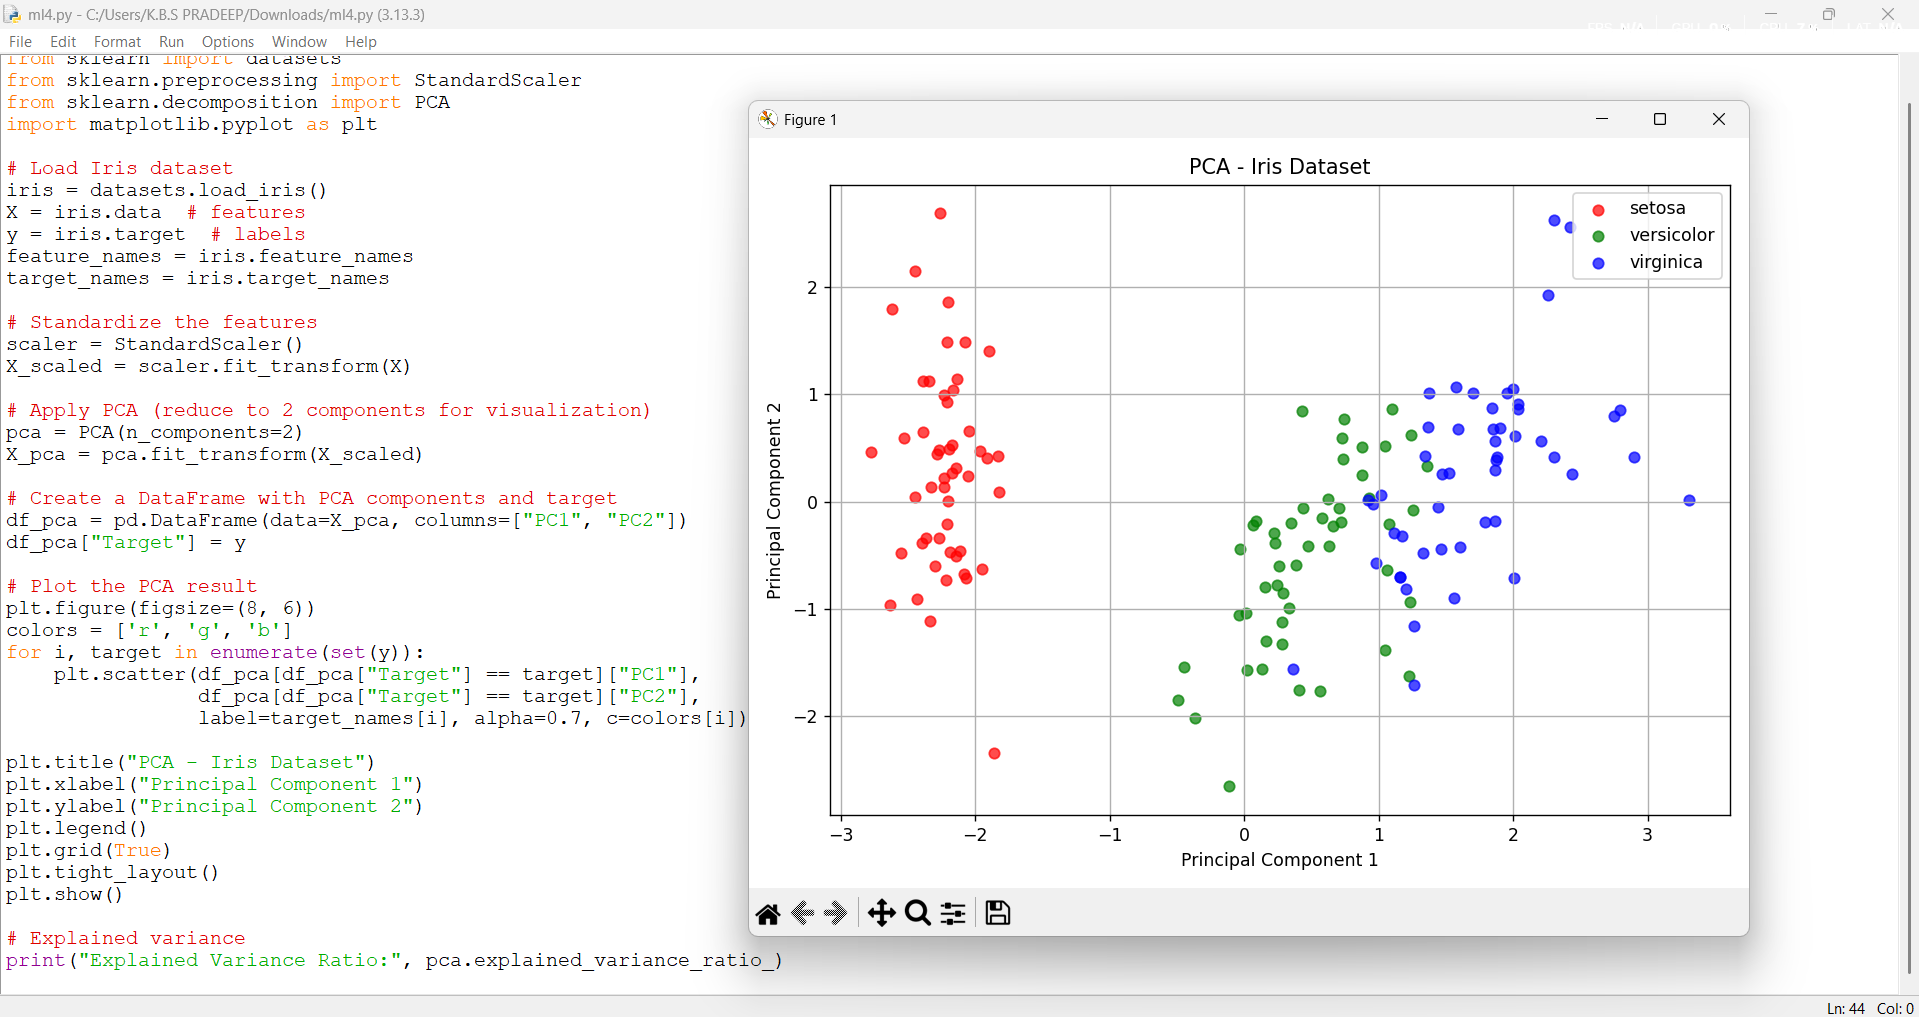 ml4.py - C:/Users/K.B.S PRADEEP/Downloads/ml4.py (3.13.3)
File Edit Format Run Options Window Help
from sklearn import datasets
from sklearn.preprocessing import StandardScaler
from sklearn.decomposition import PCA
import matplotlib.pyplot as plt
# Load Iris dataset
iris = datasets.load_iris()
X = iris.data  # features
y = iris.target  # labels
feature_names = iris.feature_names
target_names = iris.target_names
# Standardize the features
scaler = StandardScaler()
X_scaled = scaler.fit_transform(X)
# Apply PCA (reduce to 2 components for visualization)
pca = PCA(n_components=2)
X_pca = pca.fit_transform(X_scaled)
# Create a DataFrame with PCA components and target
df_pca = pd.DataFrame(data=X_pca, columns=["PC1", "PC2"])
df_pca["Target"] = y
# Plot the PCA result
plt.figure(figsize=(8, 6))
colors = ['r', 'g', 'b']
for i, target in enumerate(set(y)):
    plt.scatter(df_pca[df_pca["Target"] == target]["PC1"],
                df_pca[df_pca["Target"] == target]["PC2"],
                label=target_names[i], alpha=0.7, c=colors[i])
plt.title("PCA - Iris Dataset")
plt.xlabel("Principal Component 1")
plt.ylabel("Principal Component 2")
plt.legend()
plt.grid(True)
plt.tight_layout()
plt.show()
# Explained variance
print("Explained Variance Ratio:", pca.explained_variance_ratio_)
Figure 1
PCA - Iris Dataset
setosa
versicolor
virginica
Principal Component 2
2
1
0
−1
−2
−3 −2 −1 0 1 2 3
Principal Component 1
Ln: 44 Col: 0